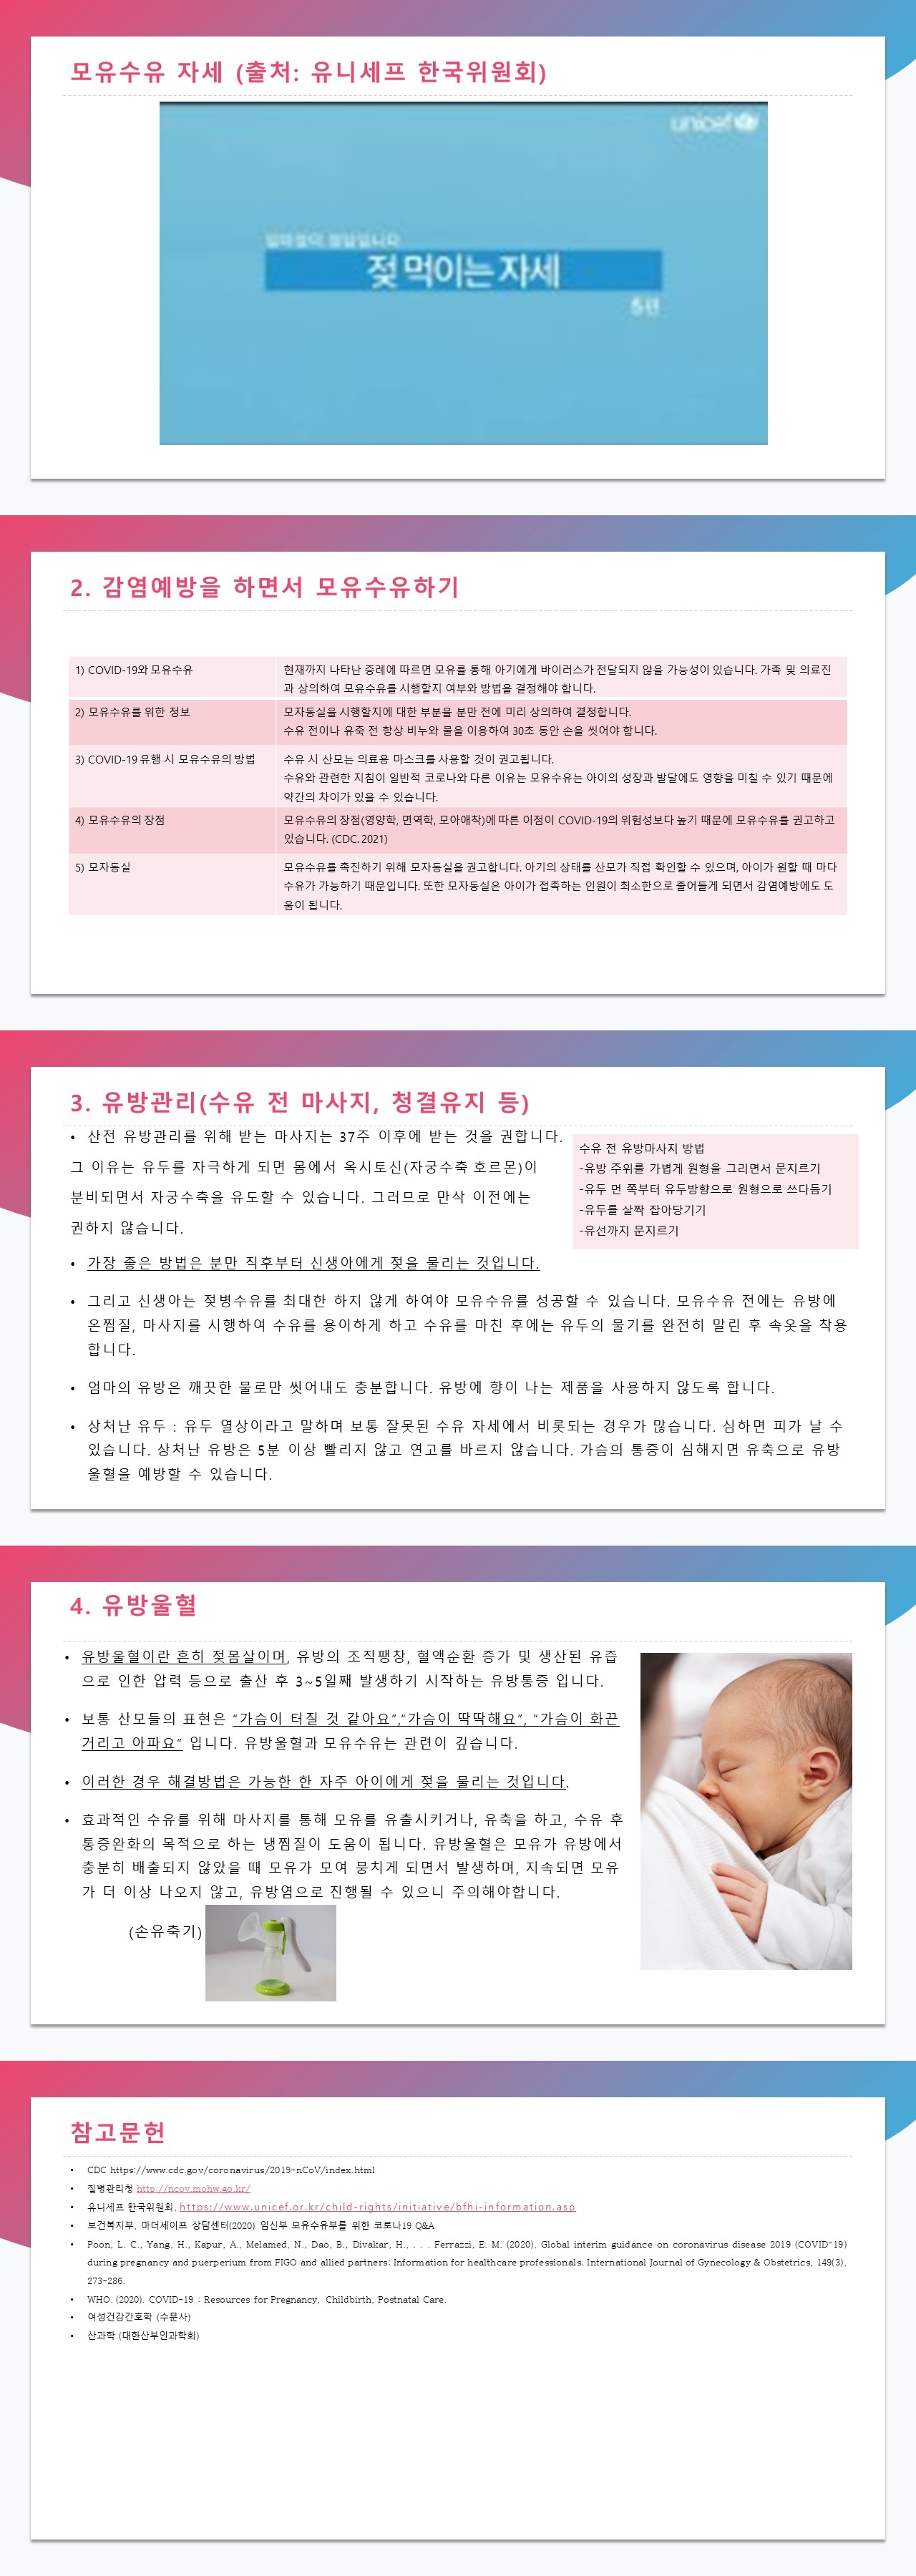 모유수유 자세 (출처: 유니세프 한국위원회)
unicef
엄마젖이 정답입니다
젖 먹이는 자세
5편
2. 감염예방을 하면서 모유수유하기
1) COVID-19와 모유수유
현재까지 나타난 증례에 따르면 모유를 통해 아기에게 바이러스가 전달되지 않을 가능성이 있습니다. 가족 및 의료진
과 상의하여 모유수유를 시행할지 여부와 방법을 결정해야 합니다.
2) 모유수유를 위한 정보
모자동실을 시행할지에 대한 부분을 분만 전에 미리 상의하여 결정합니다.
수유 전이나 유축 전 항상 비누와 물을 이용하여 30초 동안 손을 씻어야 합니다.
3) COVID-19 유행 시 모유수유의 방법
수유 시 산모는 의료용 마스크를 사용할 것이 권고됩니다.
수유와 관련한 지침이 일반적 코로나와 다른 이유는 모유수유는 아이의 성장과 발달에도 영향을 미칠 수 있기 때문에
약간의 차이가 있을 수 있습니다.
4) 모유수유의 장점
모유수유의 장점(영양학, 면역학, 모아애착)에 따른 이점이 COVID-19의 위험성보다 높기 때문에 모유수유를 권고하고
있습니다. (CDC. 2021)
5) 모자동실
모유수유를 촉진하기 위해 모자동실을 권고합니다. 아기의 상태를 산모가 직접 확인할 수 있으며, 아이가 원할 때 마다
수유가 가능하기 때문입니다. 또한 모자동실은 아이가 접촉하는 인원이 최소한으로 줄어들게 되면서 감염예방에도 도
움이 됩니다.
3. 유방관리(수유 전 마사지, 청결유지 등)
• 산전 유방관리를 위해 받는 마사지는 37주 이후에 받는 것을 권합니다.
그 이유는 유두를 자극하게 되면 몸에서 옥시토신(자궁수축 호르몬)이
분비되면서 자궁수축을 유도할 수 있습니다. 그러므로 만삭 이전에는
권하지 않습니다.
수유 전 유방마사지 방법
-유방 주위를 가볍게 원형을 그리면서 문지르기
-유두 먼 쪽부터 유두방향으로 원형으로 쓰다듬기
-유두를 살짝 잡아당기기
-유선까지 문지르기
• 가장 좋은 방법은 분만 직후부터 신생아에게 젖을 물리는 것입니다.
• 그리고 신생아는 젖병수유를 최대한 하지 않게 하여야 모유수유를 성공할 수 있습니다. 모유수유 전에는 유방에
온찜질, 마사지를 시행하여 수유를 용이하게 하고 수유를 마친 후에는 유두의 물기를 완전히 말린 후 속옷을 착용
합니다.
• 엄마의 유방은 깨끗한 물로만 씻어내도 충분합니다. 유방에 향이 나는 제품을 사용하지 않도록 합니다.
• 상처난 유두 : 유두 열상이라고 말하며 보통 잘못된 수유 자세에서 비롯되는 경우가 많습니다. 심하면 피가 날 수
있습니다. 상처난 유방은 5분 이상 빨리지 않고 연고를 바르지 않습니다. 가슴의 통증이 심해지면 유축으로 유방
울혈을 예방할 수 있습니다.
4. 유방울혈
• 유방울혈이란 흔히 젖몸살이며, 유방의 조직팽창, 혈액순환 증가 및 생산된 유즙
으로 인한 압력 등으로 출산 후 3~5일째 발생하기 시작하는 유방통증 입니다.
• 보통 산모들의 표현은 “가슴이 터질 것 같아요”,“가슴이 딱딱해요”, “가슴이 화끈
거리고 아파요” 입니다. 유방울혈과 모유수유는 관련이 깊습니다.
• 이러한 경우 해결방법은 가능한 한 자주 아이에게 젖을 물리는 것입니다.
• 효과적인 수유를 위해 마사지를 통해 모유를 유출시키거나, 유축을 하고, 수유 후
통증완화의 목적으로 하는 냉찜질이 도움이 됩니다. 유방울혈은 모유가 유방에서
충분히 배출되지 않았을 때 모유가 모여 뭉치게 되면서 발생하며, 지속되면 모유
가 더 이상 나오지 않고, 유방염으로 진행될 수 있으니 주의해야합니다.
(손유축기)
참고문헌
• CDC https://www.cdc.gov/coronavirus/2019-nCoV/index.html
• 질병관리청 http://ncov.mohw.go.kr/
• 유니세프 한국위원회, https://www.unicef.or.kr/child-rights/initiative/bfhi-information.asp
• 보건복지부, 마더세이프 상담센터(2020) 임신부 모유수유부를 위한 코로나19 Q&A
• Poon, L. C., Yang, H., Kapur, A., Melamed, N., Dao, B., Divakar, H., . . . Ferrazzi, E. M. (2020). Global interim guidance on coronavirus disease 2019 (COVID-19)
during pregnancy and puerperium from FIGO and allied partners: Information for healthcare professionals. International Journal of Gynecology & Obstetrics, 149(3),
273-286.
• WHO. (2020). COVID-19 : Resources for Pregnancy, Childbirth, Postnatal Care.
• 여성건강간호학 (수문사)
• 산과학 (대한산부인과학회)